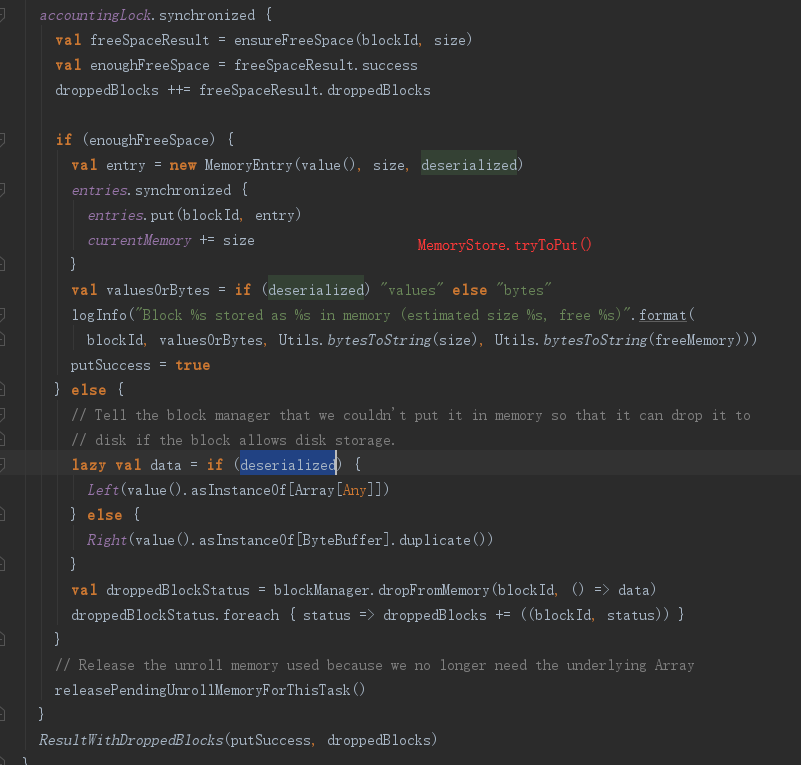 accountingLock.synchronized {
  val freeSpaceResult = ensureFreeSpace(blockId, size)
  val enoughFreeSpace = freeSpaceResult.success
  droppedBlocks ++= freeSpaceResult.droppedBlocks
  if (enoughFreeSpace) {
    val entry = new MemoryEntry(value(), size, deserialized)
    entries.synchronized {
      entries.put(blockId, entry)
      currentMemory += size
MemoryStore.tryToPut()
    }
    val valuesOrBytes = if (deserialized) "values" else "bytes"
    logInfo("Block %s stored as %s in memory (estimated size %s, free %s)".format(
      blockId, valuesOrBytes, Utils.bytesToString(size), Utils.bytesToString(freeMemory)))
    putSuccess = true
  } else {
    // Tell the block manager that we couldn't put it in memory so that it can drop it to
    // disk if the block allows disk storage.
    lazy val data = if (deserialized) {
      Left(value().asInstanceOf[Array[Any]])
    } else {
      Right(value().asInstanceOf[ByteBuffer].duplicate())
    }
    val droppedBlockStatus = blockManager.dropFromMemory(blockId, () => data)
    droppedBlockStatus.foreach { status => droppedBlocks += ((blockId, status)) }
  }
  // Release the unroll memory used because we no longer need the underlying Array
  releasePendingUnrollMemoryForThisTask()
}
ResultWithDroppedBlocks(putSuccess, droppedBlocks)
}